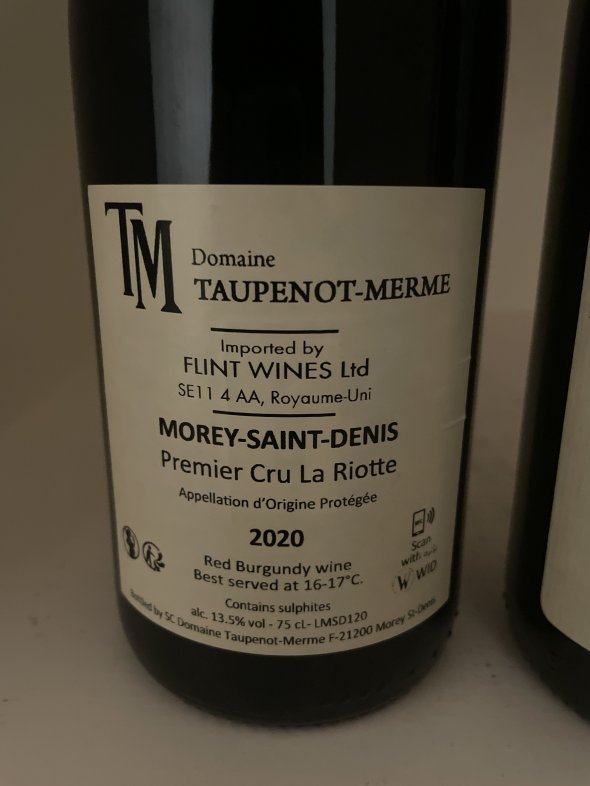 TM
Domaine
TAUPENOT-MERME
Imported by
FLINT WINES Ltd
SE11 4 AA, Royaume-Uni
MOREY-SAINT-DENIS
Premier Cru La Riotte
Appellation d'Origine Protégée
2020
Red Burgundy wine
Best served at 16-17°C.
Contains sulphites
alc. 13.5% vol - 75 cl- LMSD120
Bottled by SC Domaine Taupenot-Merme F-21200 Morey St-Denis
Scan
with
W WID